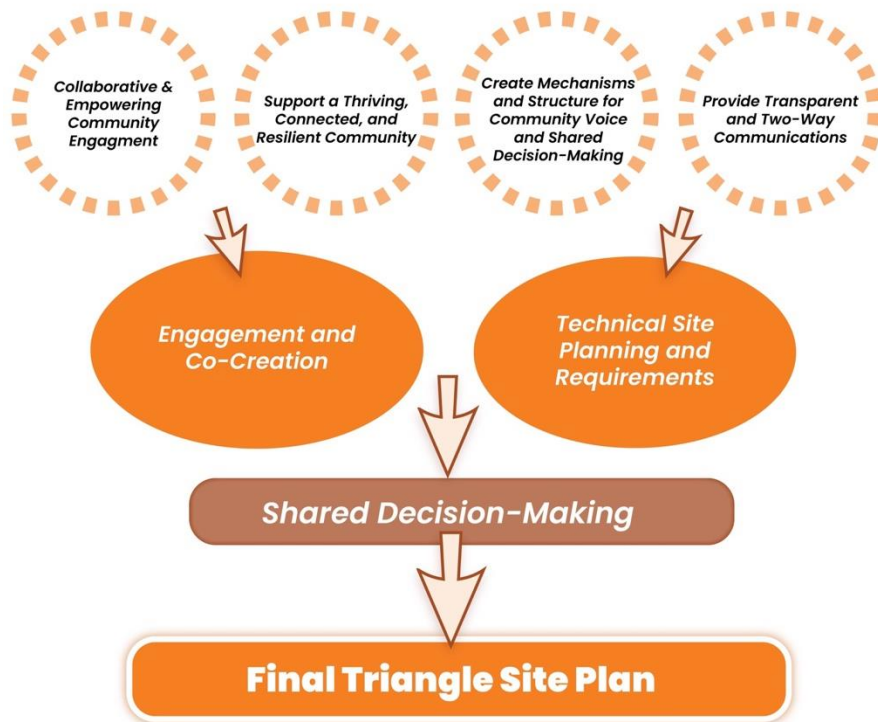 Collaborative &
Empowering
Community
Engagment
Support a Thriving,
Connected, and
Resilient Community
Create Mechanisms
and Structure for
Community Voice
and Shared
Decision-Making
Provide Transparent
and Two-Way
Communications
Engagement and
Co-Creation
Technical Site
Planning and
Requirements
Shared Decision-Making
Final Triangle Site Plan